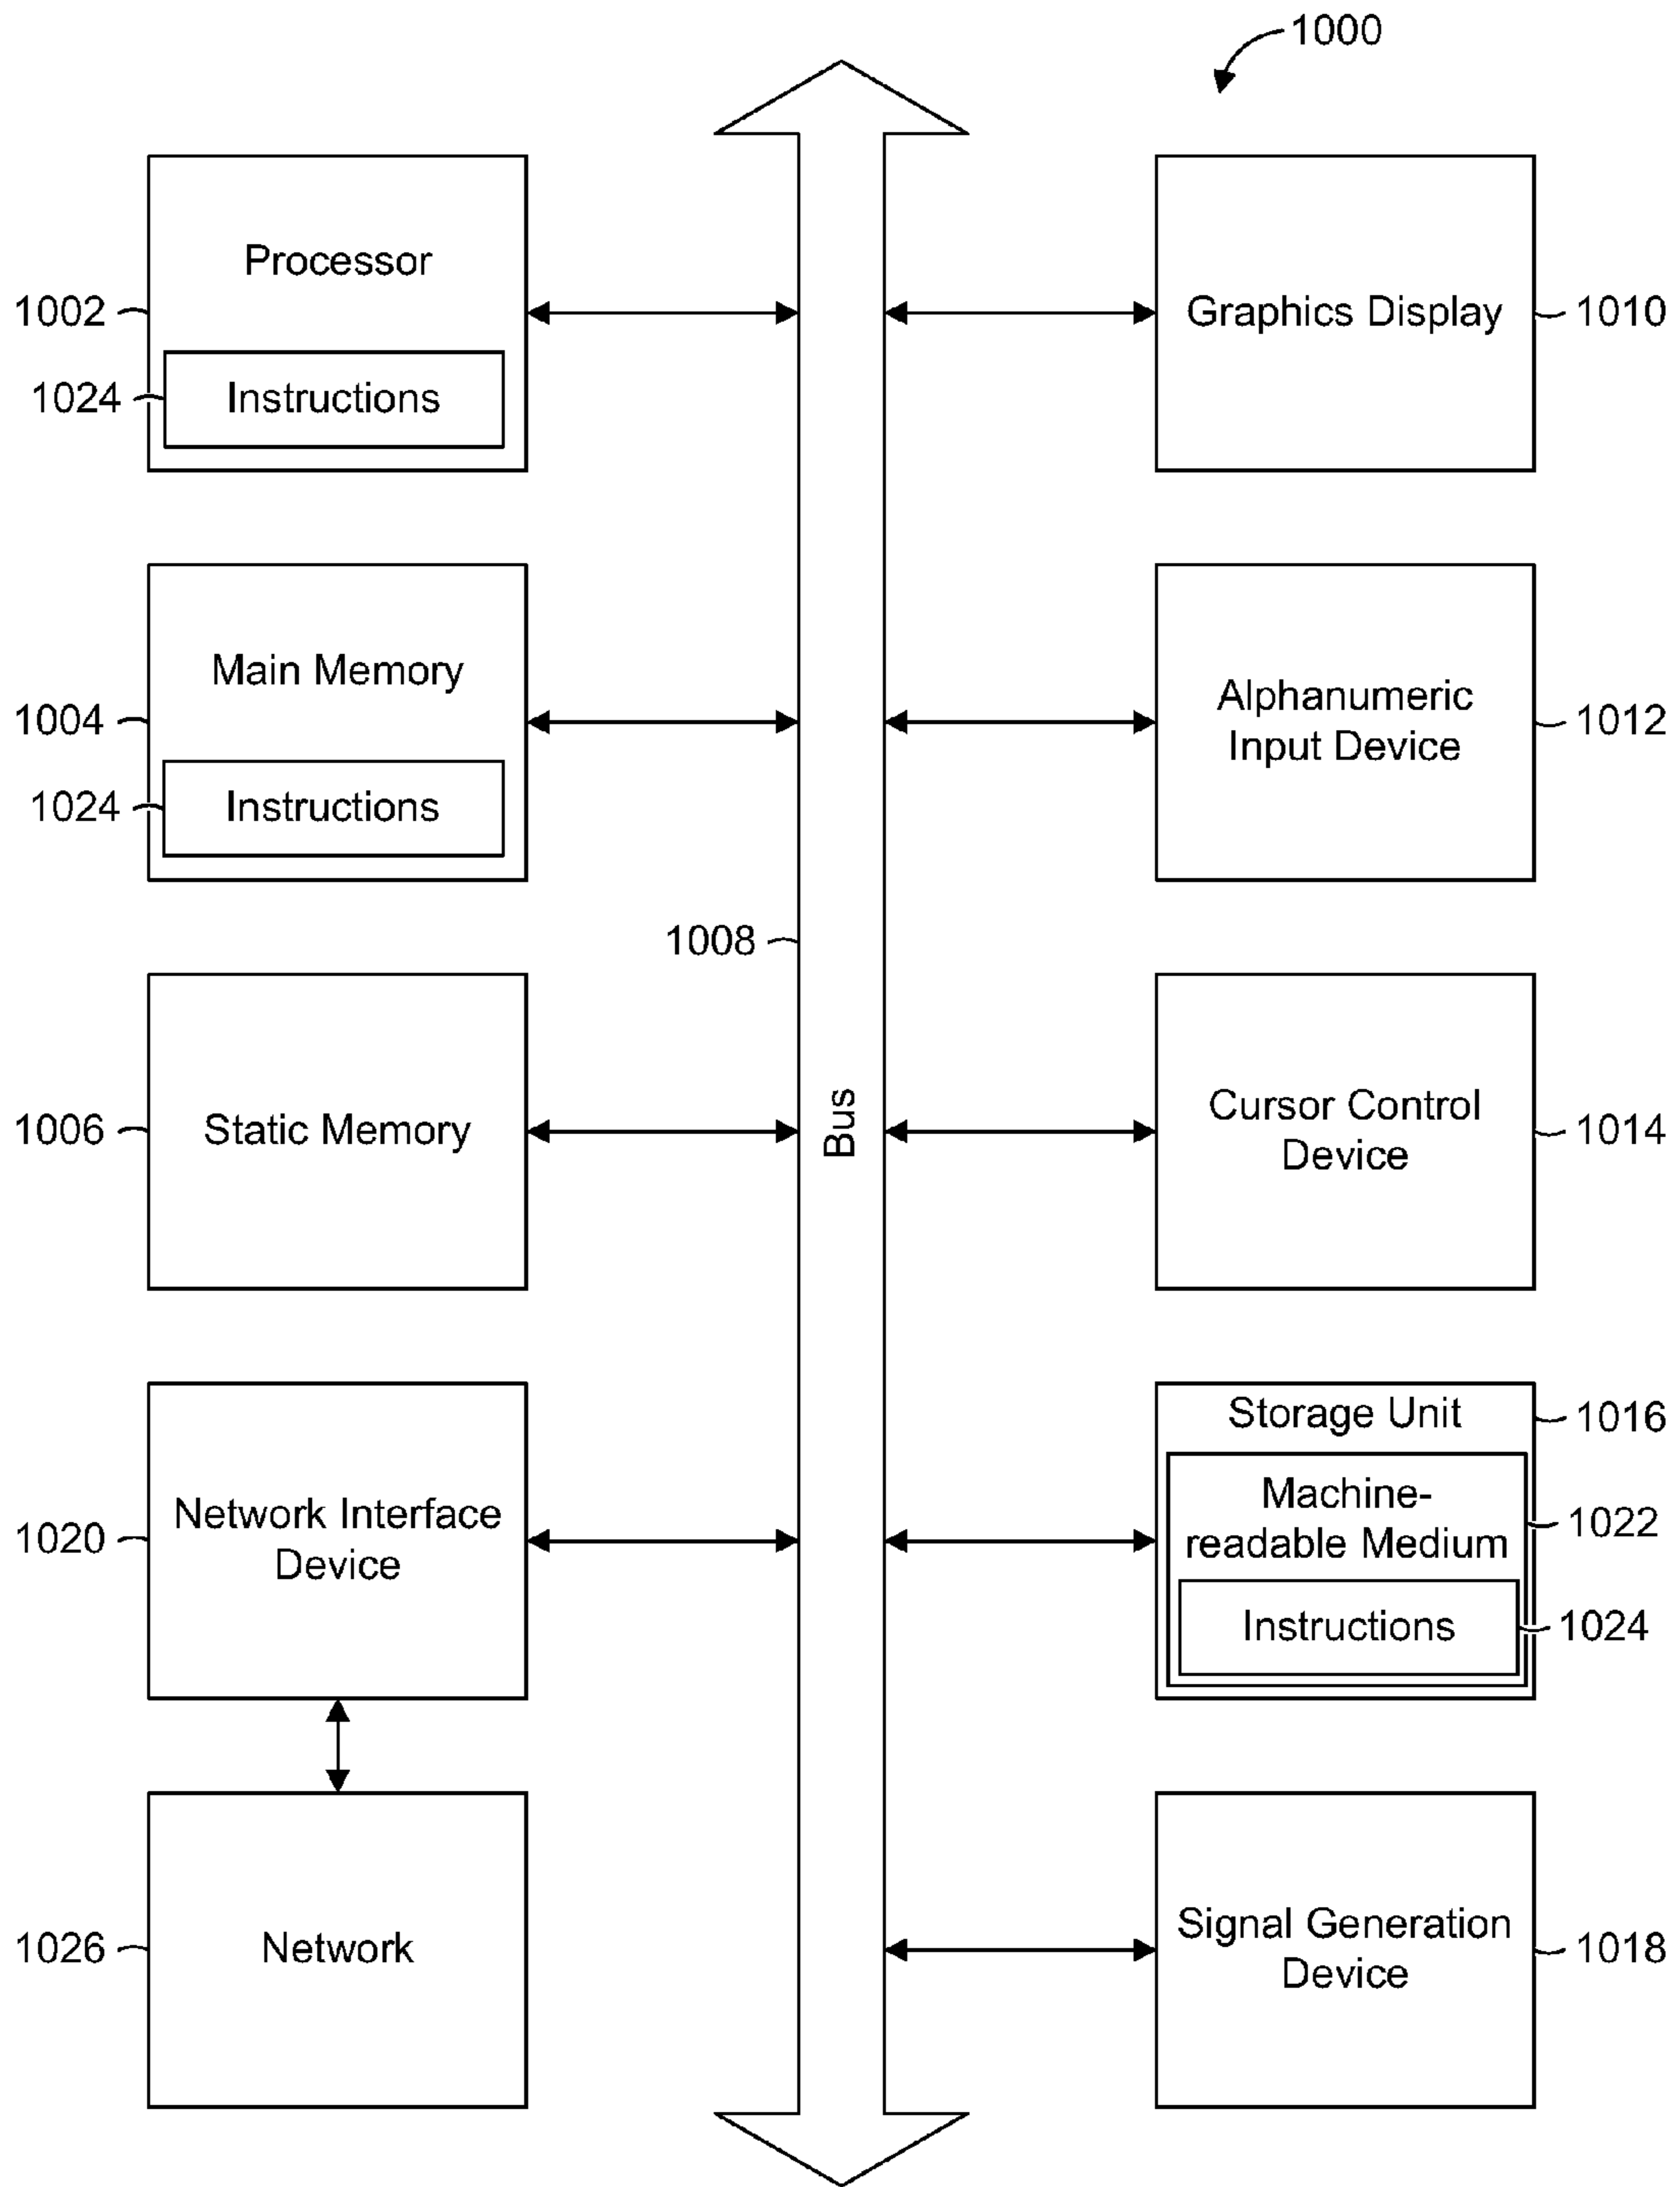 1000
Processor
1002
1024
Instructions
Graphics Display
1010
Main Memory
1004
1024
Instructions
Alphanumeric
Input Device
1012
1008
Bus
1006
Static Memory
Cursor Control
Device
1014
1020
Network Interface
Device
Storage Unit
1016
Machine-
readable Medium
1022
Instructions
1024
1026
Network
Signal Generation
Device
1018